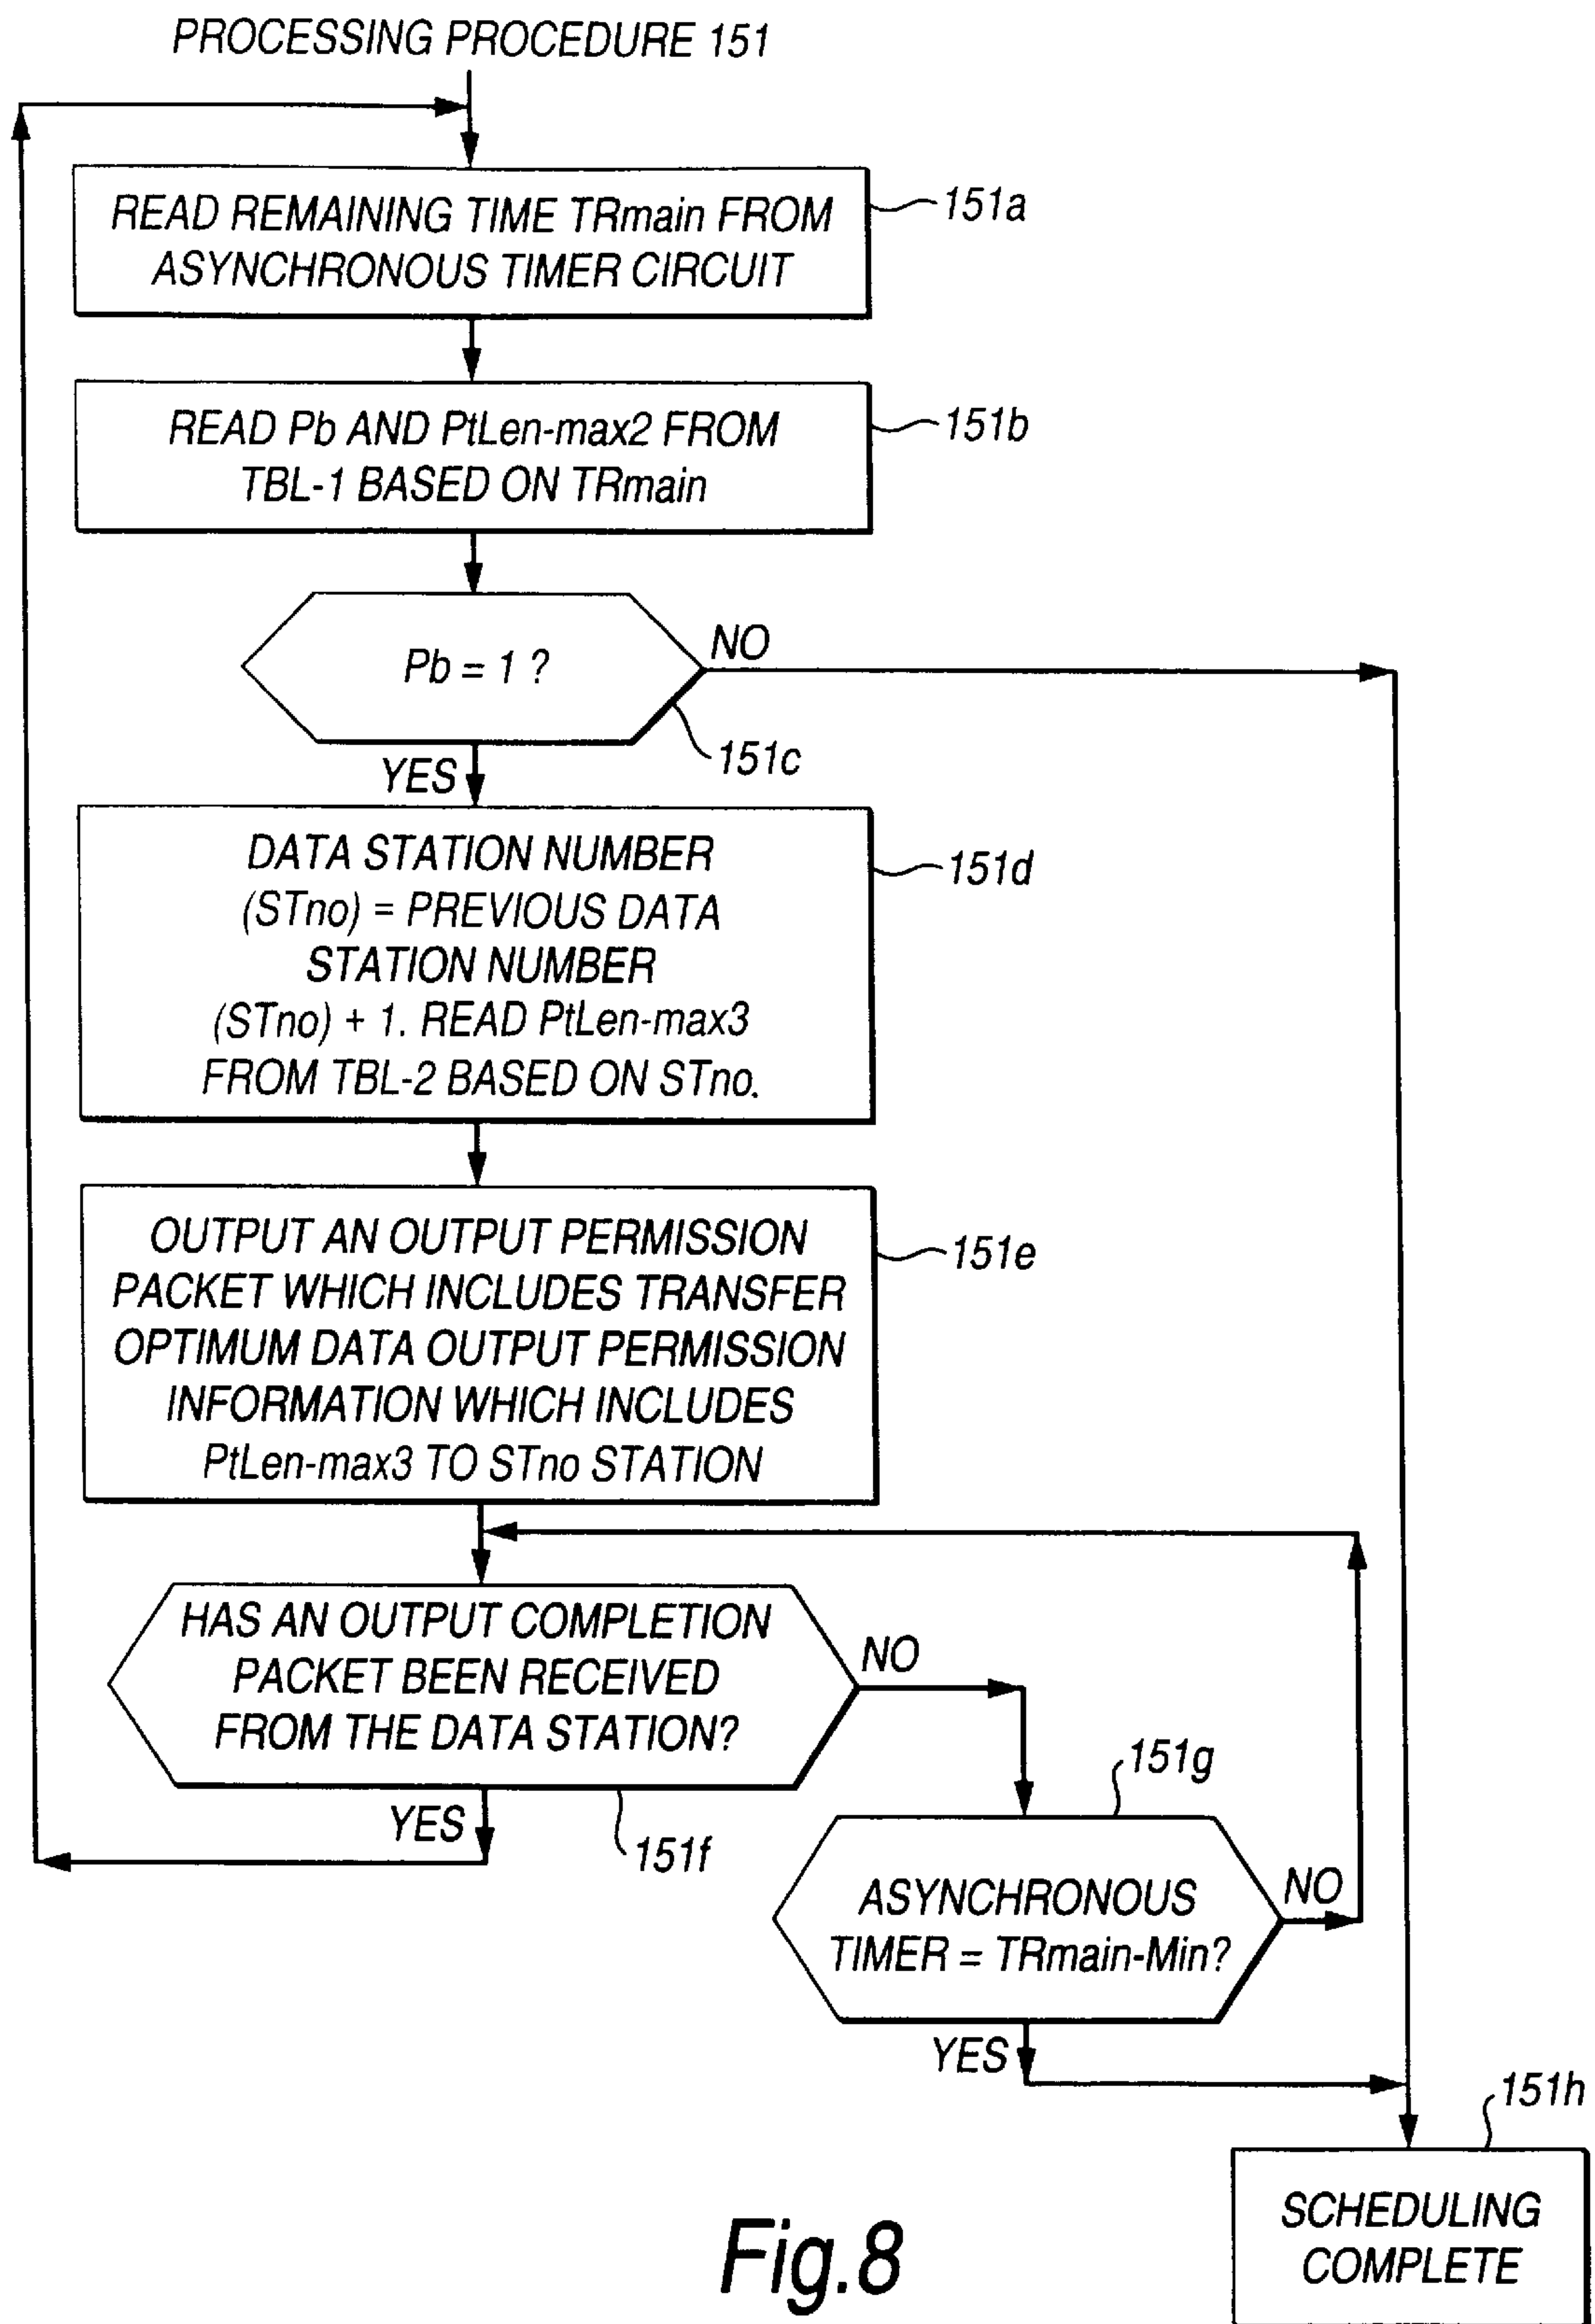 PROCESSING PROCEDURE 151
READ REMAINING TIME TRmain FROM
ASYNCHRONOUS TIMER CIRCUIT
151a
READ Pb AND PtLen-max2 FROM
TBL-1 BASED ON TRmain
151b
Pb = 1 ?
NO
151c
YES
DATA STATION NUMBER
(STno) = PREVIOUS DATA
STATION NUMBER
(STno) + 1. READ PtLen-max3
FROM TBL-2 BASED ON STno.
151d
OUTPUT AN OUTPUT PERMISSION
PACKET WHICH INCLUDES TRANSFER
OPTIMUM DATA OUTPUT PERMISSION
INFORMATION WHICH INCLUDES
PtLen-max3 TO STno STATION
151e
HAS AN OUTPUT COMPLETION
PACKET BEEN RECEIVED
FROM THE DATA STATION?
NO
YES
151f
151g
ASYNCHRONOUS
TIMER = TRmain-Min?
NO
YES
151h
SCHEDULING
COMPLETE
Fig.8